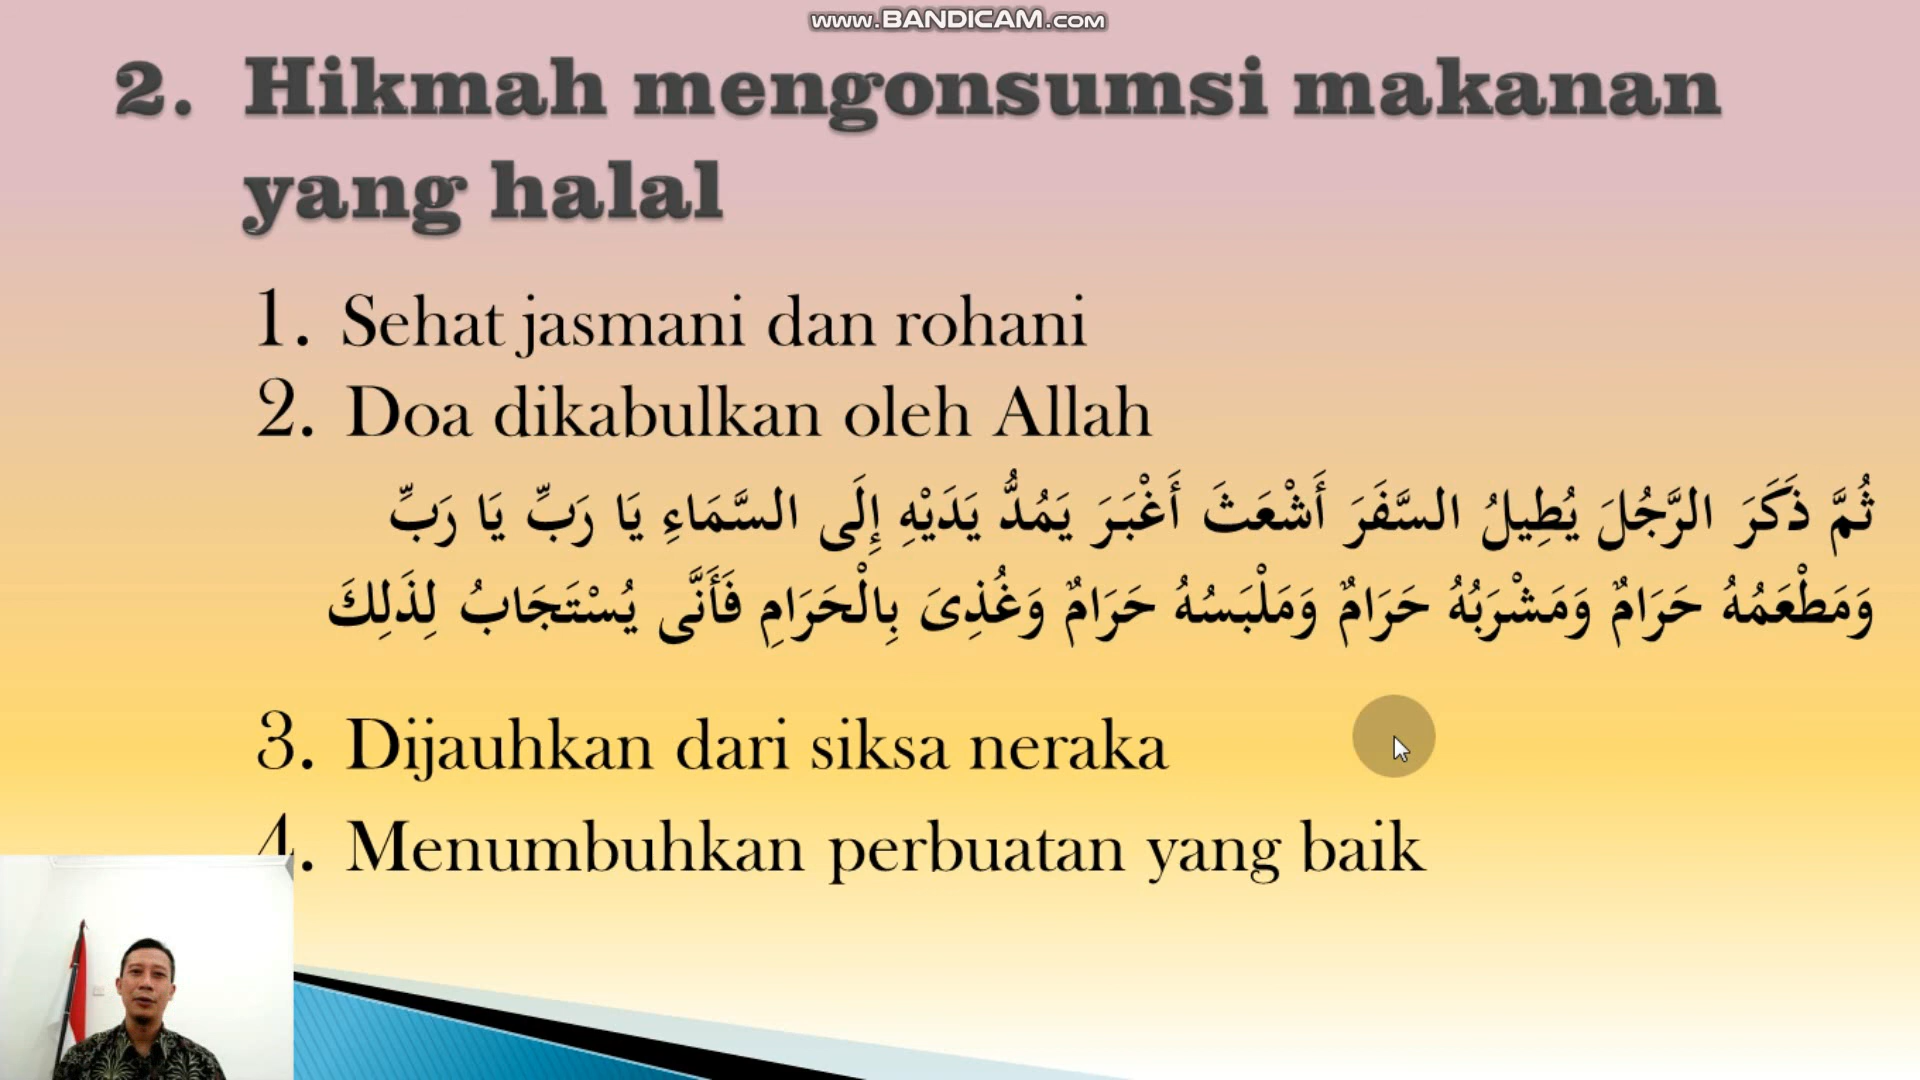 www.BANDICAM.com
2. Hikmah mengonsumsi makanan
yang halal
1. Sehat jasmani dan rohani
2. Doa dikabulkan oleh Allah
ثُمَّ ذَكَرَ الرَّجُلَ يُطِيلُ السَّفَرَ أَشْعَثَ أَغْبَرَ يَمُدُّ يَدَيْهِ إِلَى السَّمَاءِ يَا رَبِّ يَا رَبِّ
وَمَطْعَمُهُ حَرَامٌ وَمَشْرَبُهُ حَرَامٌ وَمَلْبَسُهُ حَرَامٌ وَغُذِىَ بِالْحَرَامِ فَأَنَّى يُسْتَجَابُ لِذَلِكَ
3. Dijauhkan dari siksa neraka
4. Menumbuhkan perbuatan yang baik